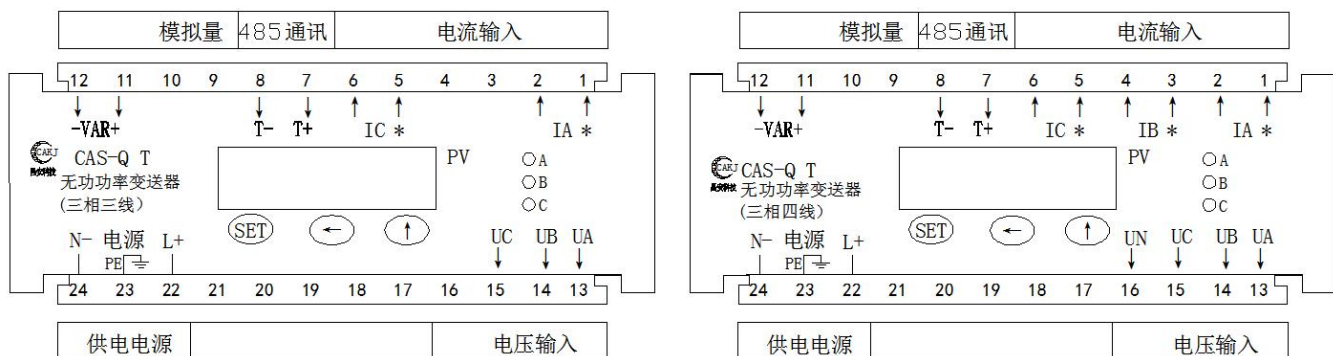 模拟量 485通讯 电流输入
12 11 10 9 8 7 6 5 4 3 2 1
-VAR+ T- T+ IC * IA *
CAKJ
CAS-Q T
无功功率变送器
(三相三线)
PV
A
B
C
SET
N- 电源 L+
PE
UC UB UA
24 23 22 21 20 19 18 17 16 15 14 13
供电电源 电压输入
模拟量 485通讯 电流输入
12 11 10 9 8 7 6 5 4 3 2 1
-VAR+ T- T+ IC * IB * IA *
CAKJ
CAS-Q T
无功功率变送器
(三相四线)
PV
A
B
C
SET
N- 电源 L+
PE
UN UC UB UA
24 23 22 21 20 19 18 17 16 15 14 13
供电电源 电压输入